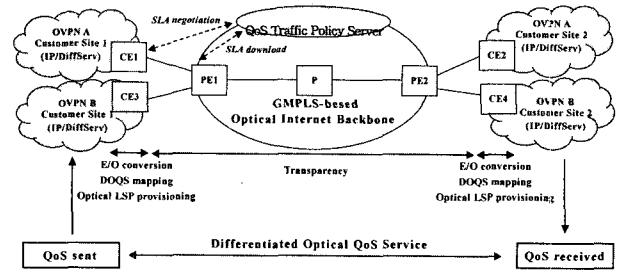 OVPN A
Customer Site 1
(IP/DiffServ)
CE1
SLA negotiation
SLA download
QoS Traffic Policy Server
OVPN A
Customer Site 2
(IP/DiffServ)
CE2
PE1
P
PE2
CE3
OVPN B
Customer Site 1
(IP/DiffServ)
GMPLS-besed
Optical Internet Backbone
CE4
OVPN B
Customer Site 2
(IP/DiffServ)
E/O conversion
DOQS mapping
Optical LSP provisioning
Transparency
E/O conversion
DOQS mapping
Optical LSP provisioning
QoS sent
Differentiated Optical QoS Service
QoS received